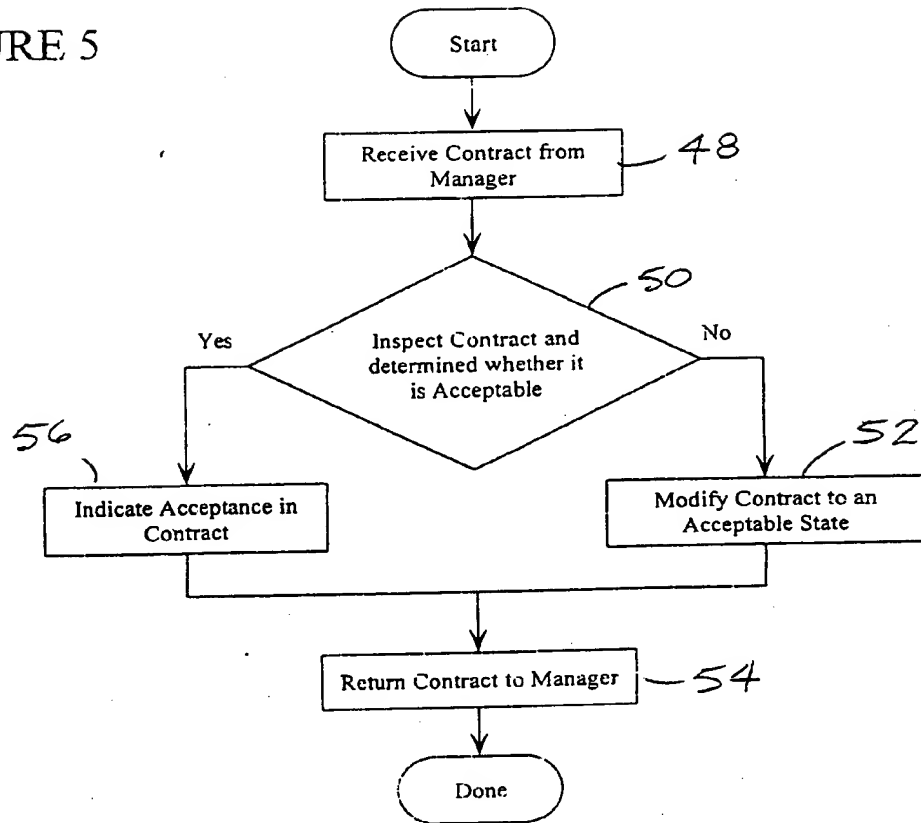 URE 5
Start
Receive Contract from
Manager
48
50
Yes
Inspect Contract and
determined whether it
is Acceptable
No
56
52
Indicate Acceptance in
Contract
Modify Contract to an
Acceptable State
Return Contract to Manager
54
Done